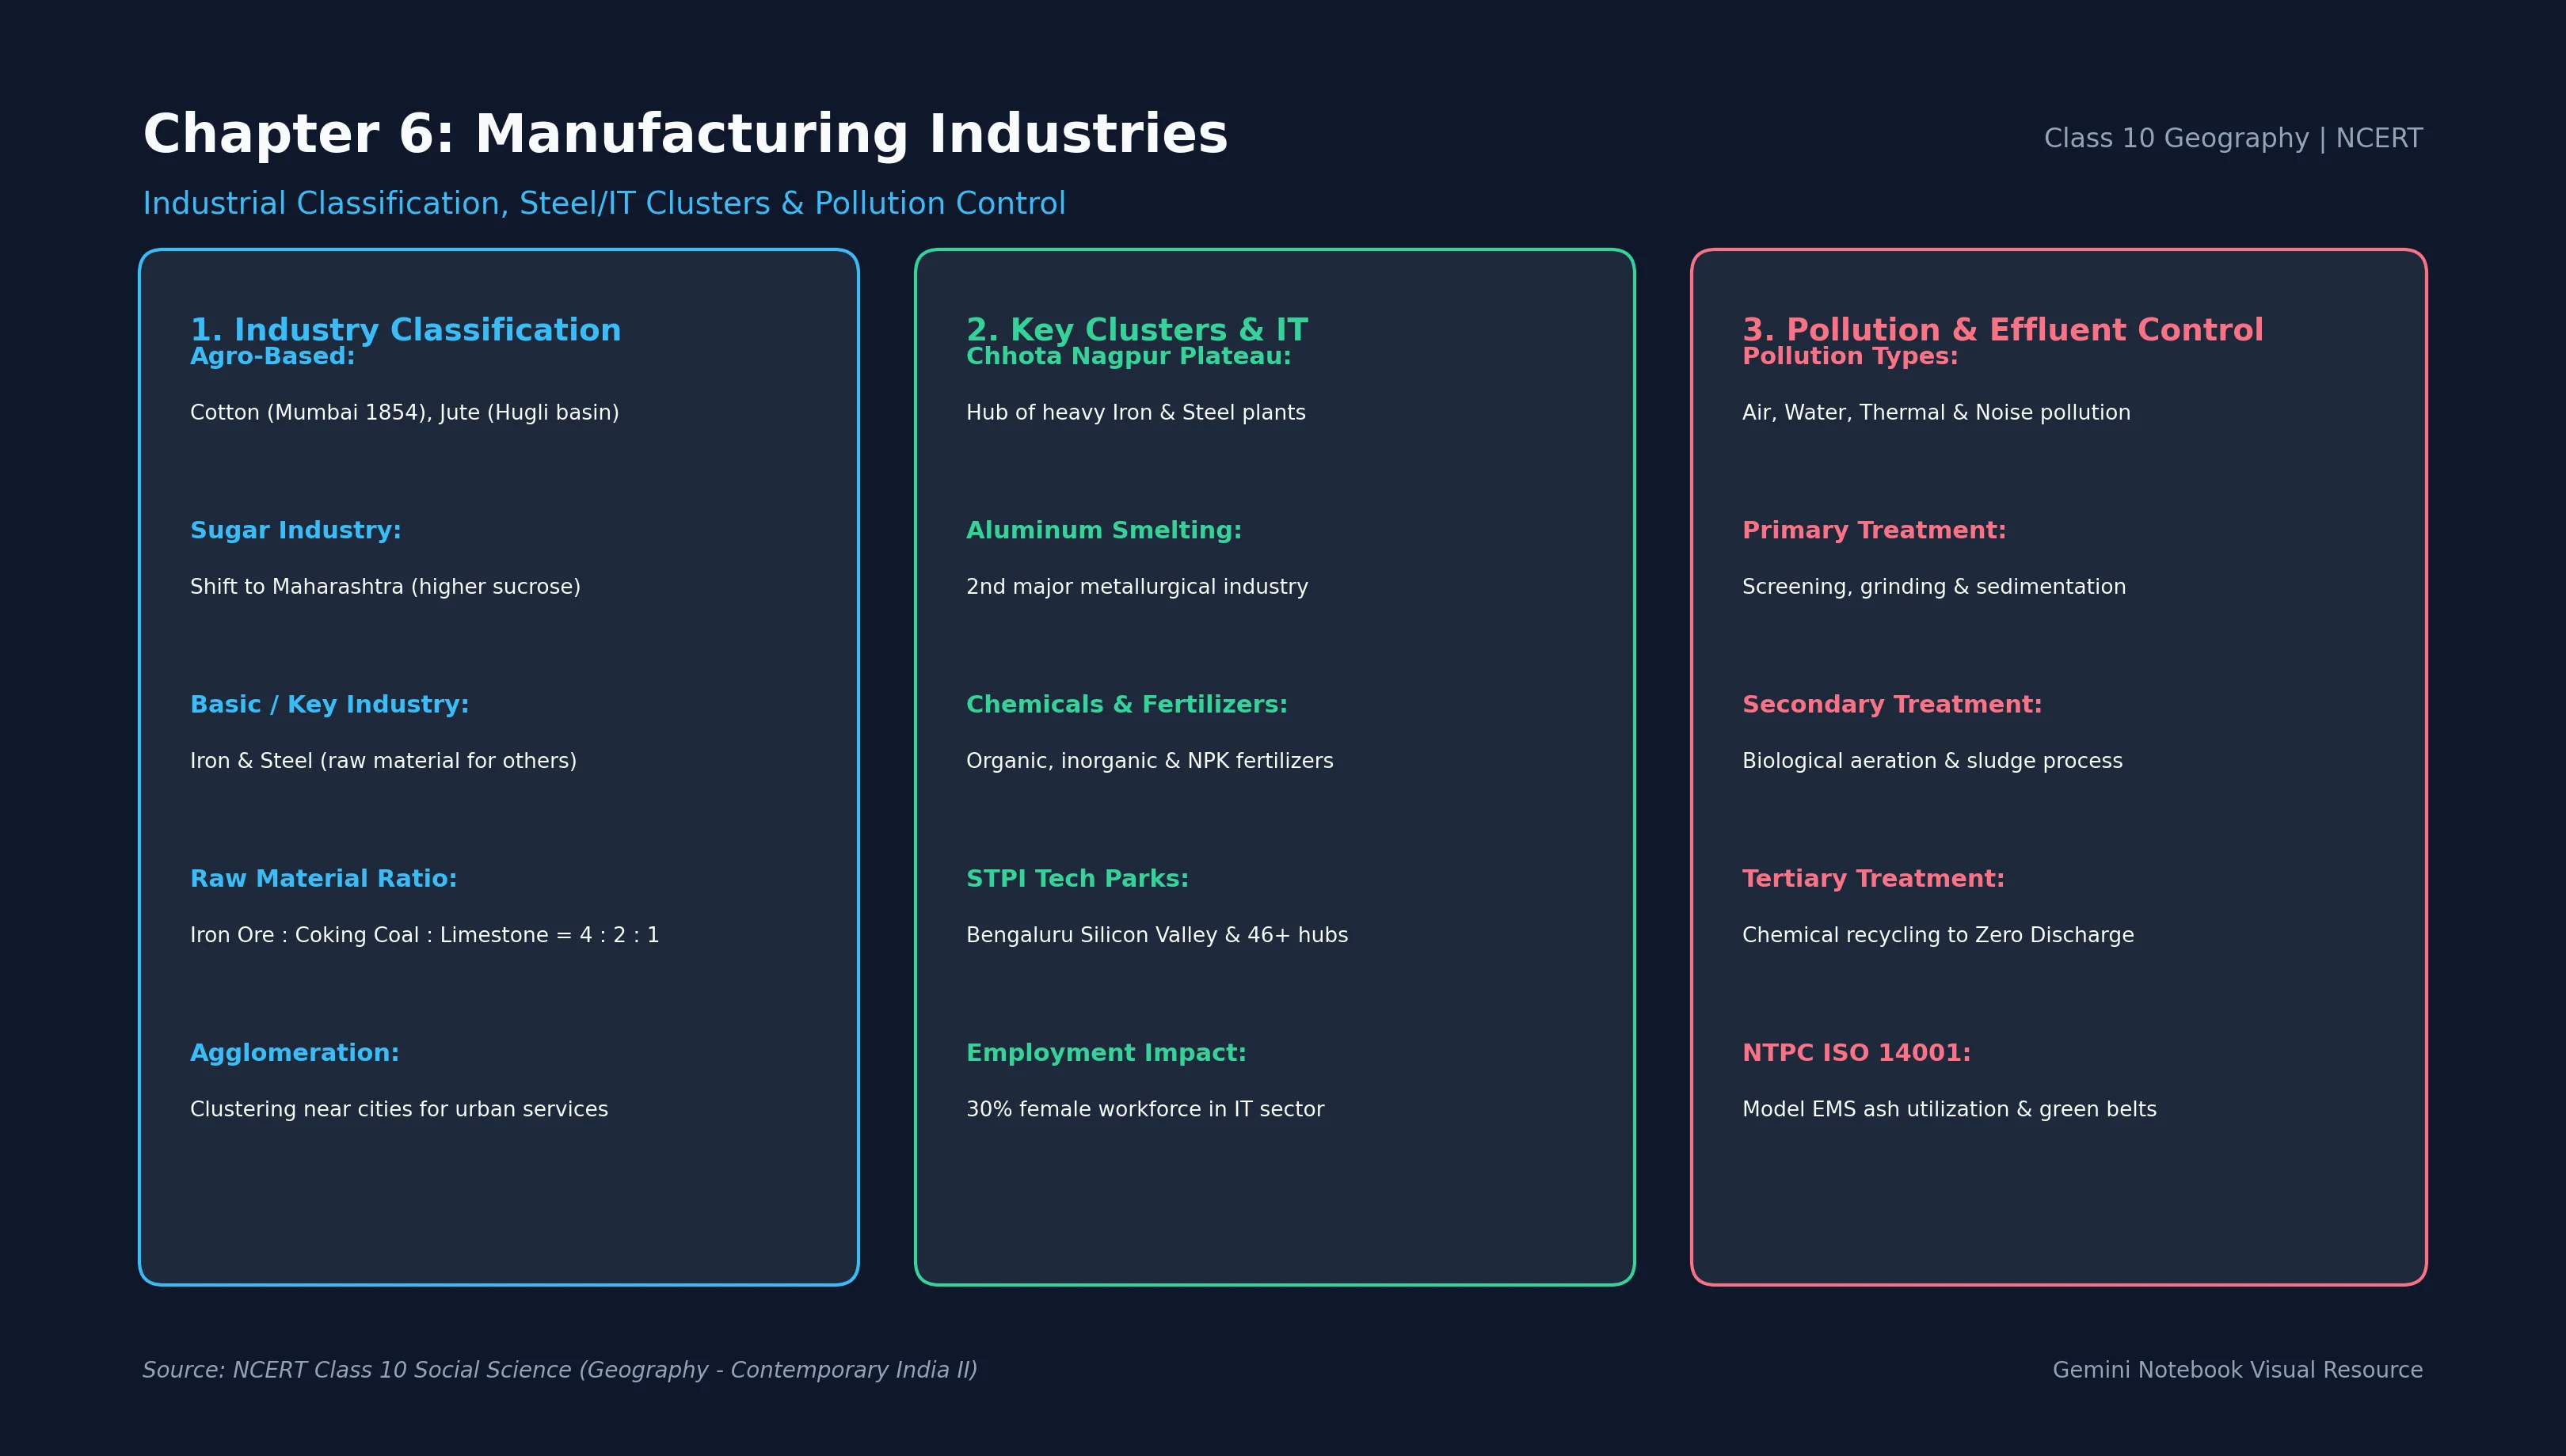 Chapter 6: Manufacturing Industries
Class 10 Geography | NCERT
Industrial Classification, Steel/IT Clusters & Pollution Control
1. Industry Classification
Agro-Based:
Cotton (Mumbai 1854), Jute (Hugli basin)
Sugar Industry:
Shift to Maharashtra (higher sucrose)
Basic / Key Industry:
Iron & Steel (raw material for others)
Raw Material Ratio:
Iron Ore : Coking Coal : Limestone = 4 : 2 : 1
Agglomeration:
Clustering near cities for urban services
2. Key Clusters & IT
Chhota Nagpur Plateau:
Hub of heavy Iron & Steel plants
Aluminum Smelting:
2nd major metallurgical industry
Chemicals & Fertilizers:
Organic, inorganic & NPK fertilizers
STPI Tech Parks:
Bengaluru Silicon Valley & 46+ hubs
Employment Impact:
30% female workforce in IT sector
3. Pollution & Effluent Control
Pollution Types:
Air, Water, Thermal & Noise pollution
Primary Treatment:
Screening, grinding & sedimentation
Secondary Treatment:
Biological aeration & sludge process
Tertiary Treatment:
Chemical recycling to Zero Discharge
NTPC ISO 14001:
Model EMS ash utilization & green belts
Source: NCERT Class 10 Social Science (Geography - Contemporary India II)
Gemini Notebook Visual Resource